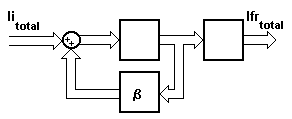 Ii total
Ifr total
+
+
β